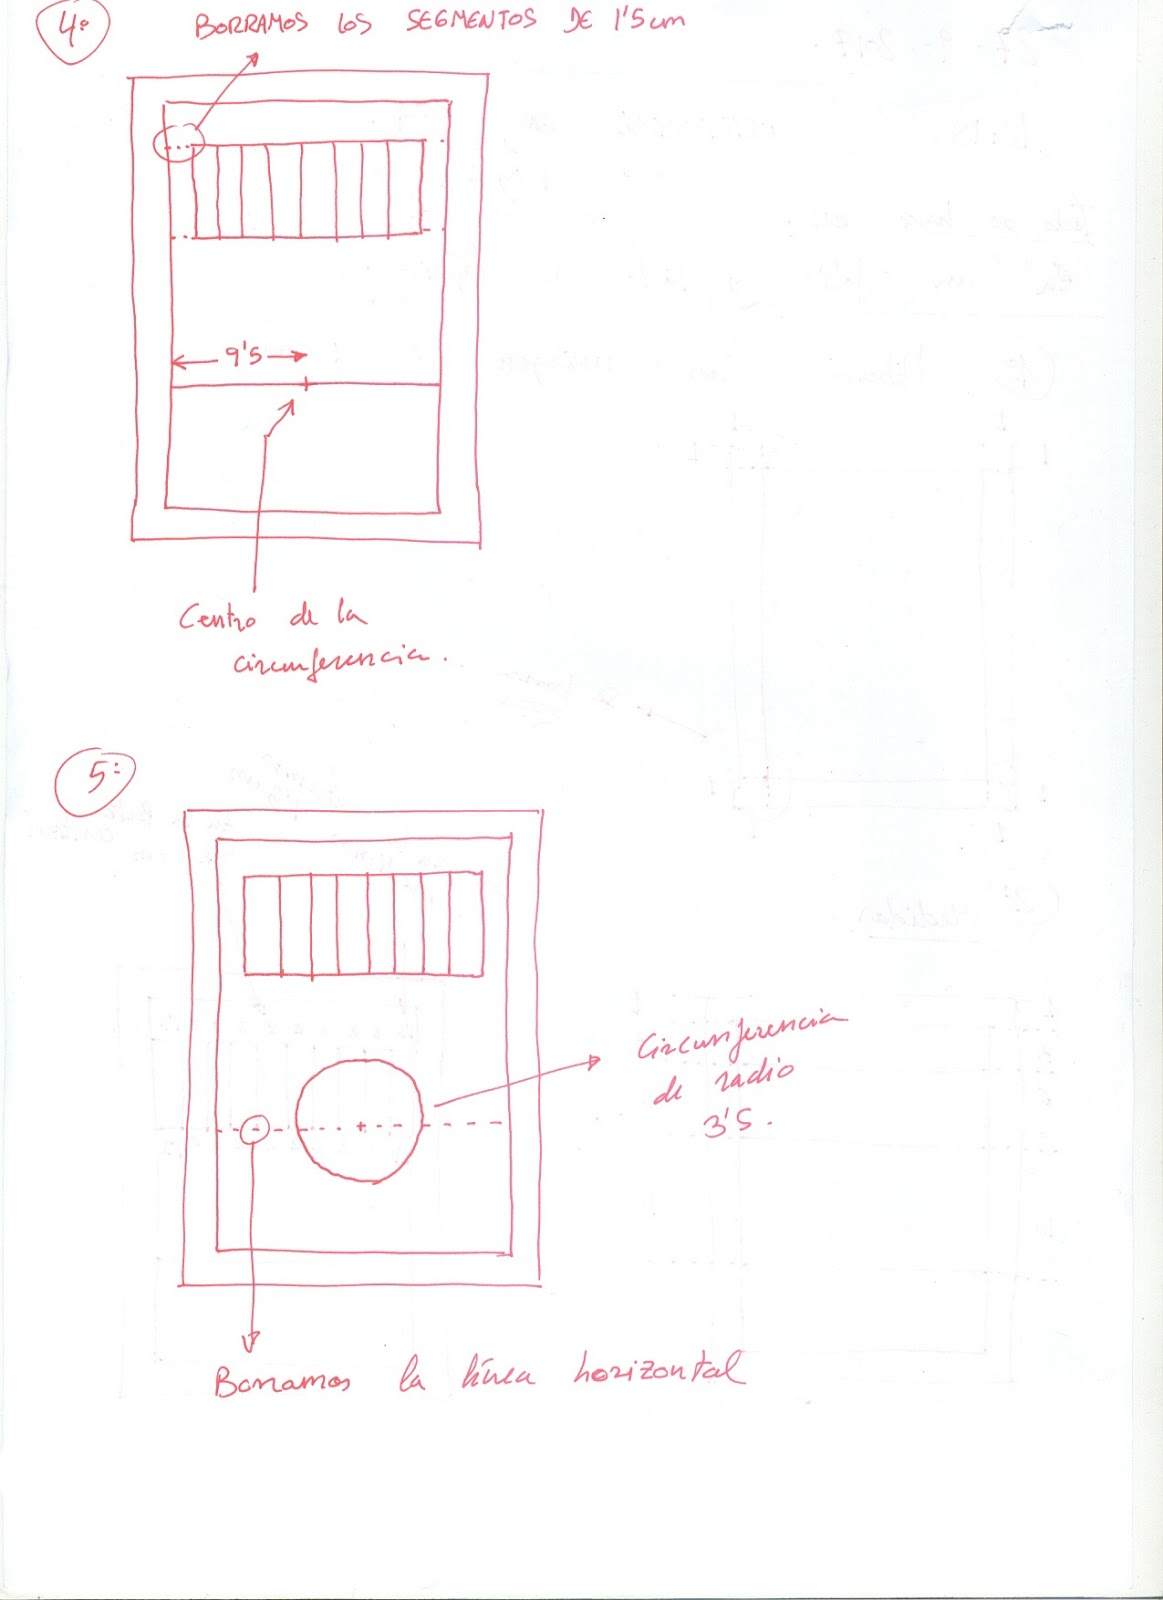 4º
BORRAMOS LOS SEGMENTOS DE 1'5cm
9'5
Centro de la
circunferencia.
5º
Circunferencia
de radio
3'5.
Borramos la línea horizontal